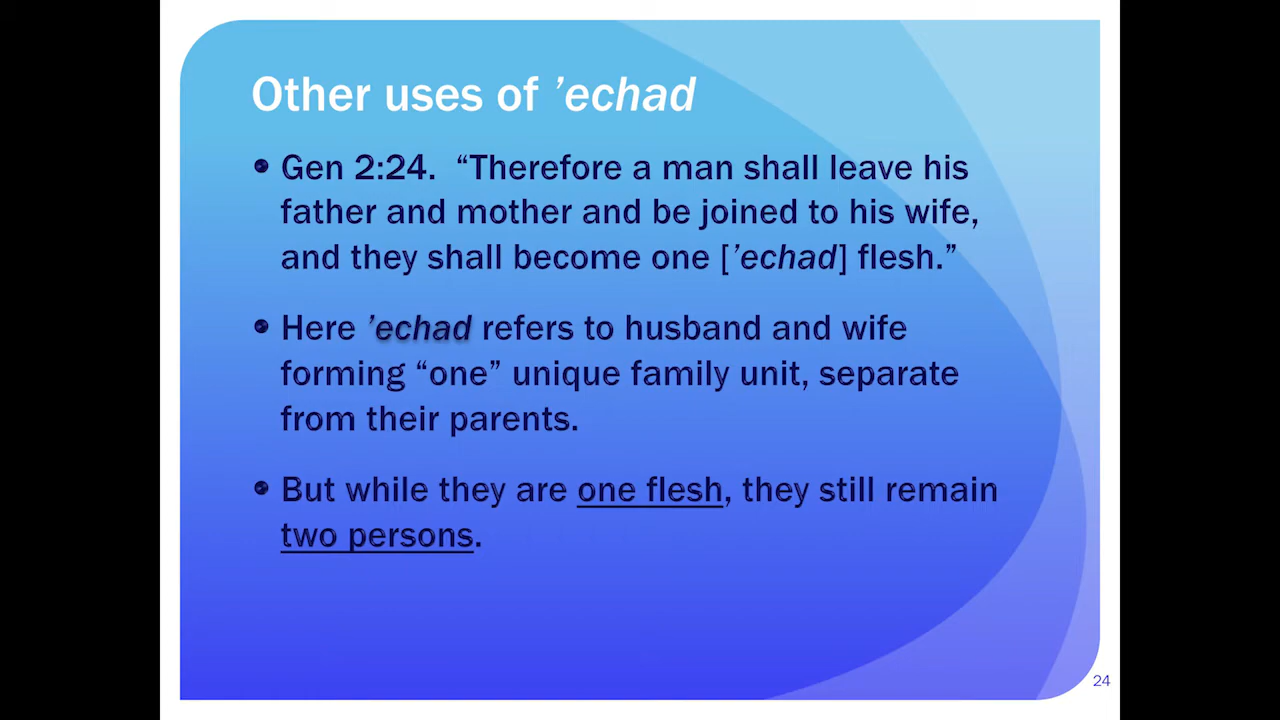 Other uses of ’echad
• Gen 2:24.  “Therefore a man shall leave his
father and mother and be joined to his wife,
and they shall become one [’echad] flesh.”
• Here ’echad refers to husband and wife
forming “one” unique family unit, separate
from their parents.
• But while they are one flesh, they still remain
two persons.
24